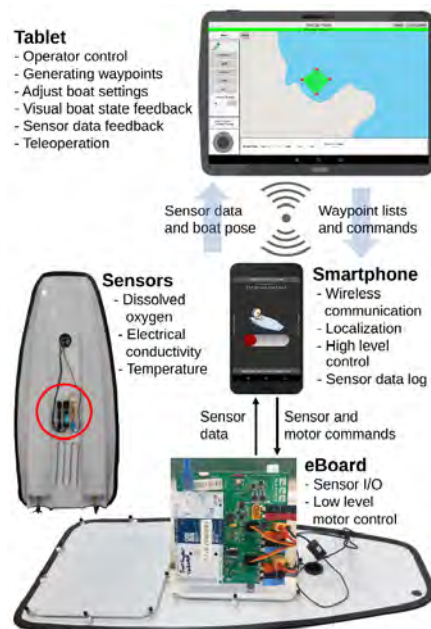 Tablet
- Operator control
- Generating waypoints
- Adjust boat settings
- Visual boat state feedback
- Sensor data feedback
- Teleoperation
Sensor data
and boat pose
Waypoint lists
and commands
Sensors
- Dissolved
oxygen
- Electrical
conductivity
- Temperature
Smartphone
- Wireless
communication
- Localization
- High level
control
- Sensor data log
Sensor
data
Sensor and
motor commands
eBoard
- Sensor I/O
- Low level
motor control